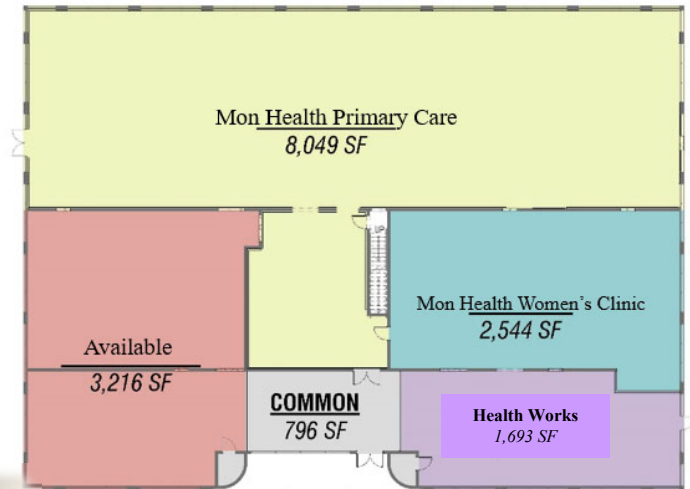 Mon Health Primary Care
8,049 SF
Mon Health Women's Clinic
2,544 SF
Available
3,216 SF
COMMON
796 SF
Health Works
1,693 SF